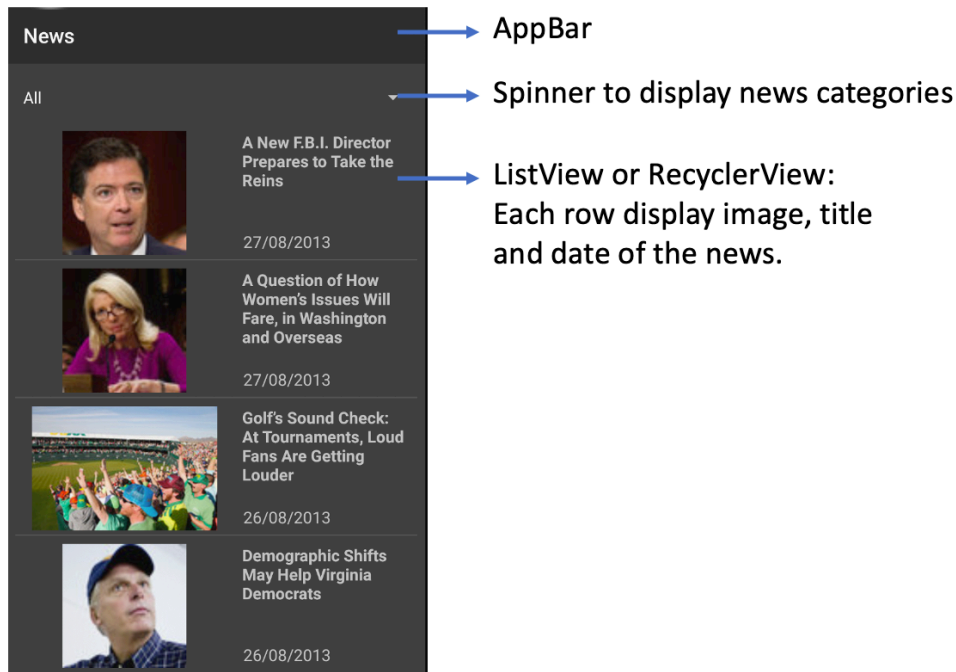 News
AppBar
All
Spinner to display news categories
A New F.B.I. Director
Prepares to Take the
Reins
27/08/2013
ListView or RecyclerView:
Each row display image, title
and date of the news.
A Question of How
Women's Issues Will
Fare, in Washington
and Overseas
27/08/2013
Golf's Sound Check:
At Tournaments, Loud
Fans Are Getting
Louder
26/08/2013
Demographic Shifts
May Help Virginia
Democrats
26/08/2013